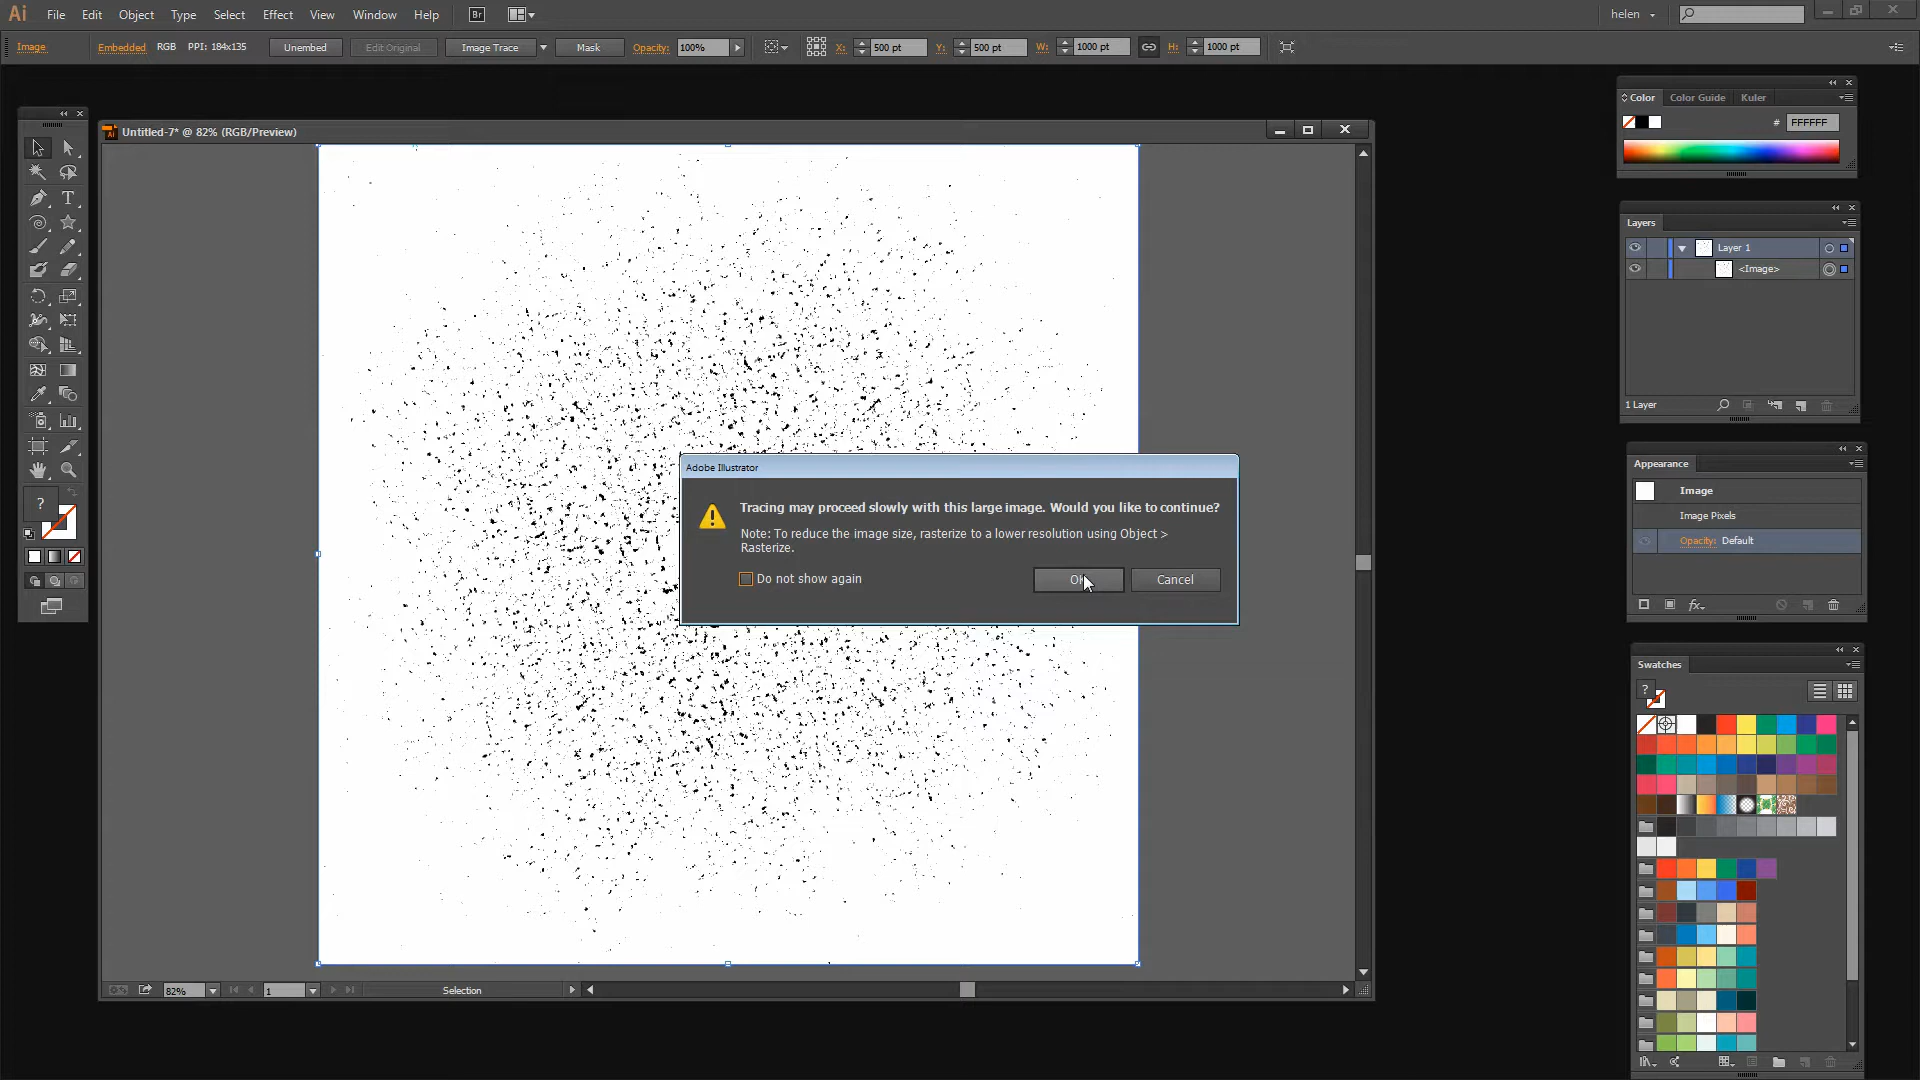 Ai File Edit Object Type Select Effect View Window Help Br helen
Image Embedded RGB PPI: 184x135 Unembed Edit Original Image Trace Mask Opacity: 100% X: 500 pt Y: 500 pt W: 1000 pt H: 1000 pt
Untitled-7* @ 82% (RGB/Preview)
Adobe Illustrator
Tracing may proceed slowly with this large image. Would you like to continue?
Note: To reduce the image size, rasterize to a lower resolution using Object >
Rasterize.
Do not show again
OK
Cancel
82% 1 Selection
Color Color Guide Kuler
# FFFFFF
Layers
Layer 1
<Image>
1 Layer
Appearance
Image
Image Pixels
Opacity: Default
fx
Swatches
?
?
T